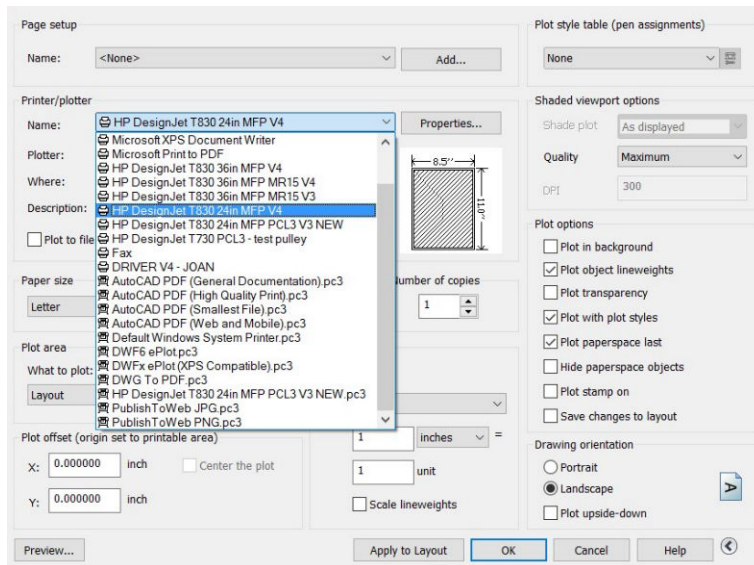 Page setup
Name: <None> Add...
Printer/plotter
Name: HP DesignJet T830 24in MFP V4 Properties...
Plotter:
Where:
Description:
Plot to file
Microsoft XPS Document Writer
Microsoft Print to PDF
HP DesignJet T830 36in MFP V4
HP DesignJet T830 36in MFP MR15 V4
HP DesignJet T830 36in MFP MR15 V3
HP DesignJet T830 24in MFP V4
HP DesignJet T830 24in MFP PCL3 V3 NEW
HP DesignJet T730 PCL3 - test pulley
Fax
DRIVER V4 - JOAN
AutoCAD PDF (General Documentation).pc3
AutoCAD PDF (High Quality Print).pc3
AutoCAD PDF (Smallest File).pc3
AutoCAD PDF (Web and Mobile).pc3
Default Windows System Printer.pc3
DWF6 ePlot.pc3
DWFx ePlot (XPS Compatible).pc3
DWG To PDF.pc3
HP DesignJet T830 24in MFP PCL3 V3 NEW.pc3
PublishToWeb JPG.pc3
PublishToWeb PNG.pc3
8.5"
11.0"
Paper size
Letter
Number of copies
1
Plot area
What to plot:
Layout
Plot offset (origin set to printable area)
X: 0.000000 inch Center the plot
Y: 0.000000 inch
1 inches =
1 unit
Scale lineweights
Plot style table (pen assignments)
None
Shaded viewport options
Shade plot As displayed
Quality Maximum
DPI 300
Plot options
Plot in background
Plot object lineweights
Plot transparency
Plot with plot styles
Plot paperspace last
Hide paperspace objects
Plot stamp on
Save changes to layout
Drawing orientation
Portrait
Landscape
A
Plot upside-down
Preview... Apply to Layout OK Cancel Help